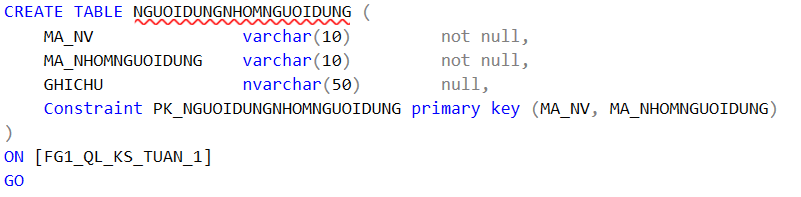 CREATE TABLE NGUOIDUNGNHOMNGUOIDUNG (
MA_NV varchar(10) not null,
MA_NHOMNGUOIDUNG varchar(10) not null,
GHICHU nvarchar(50) null,
Constraint PK_NGUOIDUNGNHOMNGUOIDUNG primary key (MA_NV, MA_NHOMNGUOIDUNG)
)
ON [FG1_QL_KS_TUAN_1]
GO